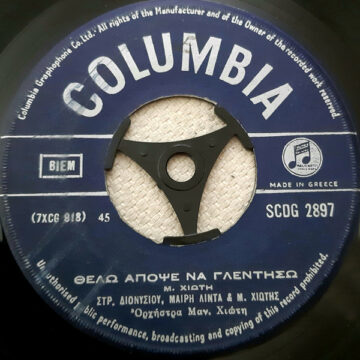 Columbia Graphophone Co. Ltd. All rights of the Manufacturer and of the Owner of the recorded work reserved.
COLUMBIA
BIEM
MADE IN GREECE
(7XCG 918) 45
SCDG 2897
ΘΕΛΩ ΑΠΟΨΕ ΝΑ ΓΛΕΝΤΗΣΩ
Μ. ΧΙΩΤΗ
ΣΤΡ. ΔΙΟΝΥΣΙΟΥ, ΜΑΙΡΗ ΛΙΝΤΑ & Μ. ΧΙΩΤΗΣ
Ὀρχήστρα Μαν. Χιώτη
Unauthorised public performance, broadcasting and copying of this record prohibited.